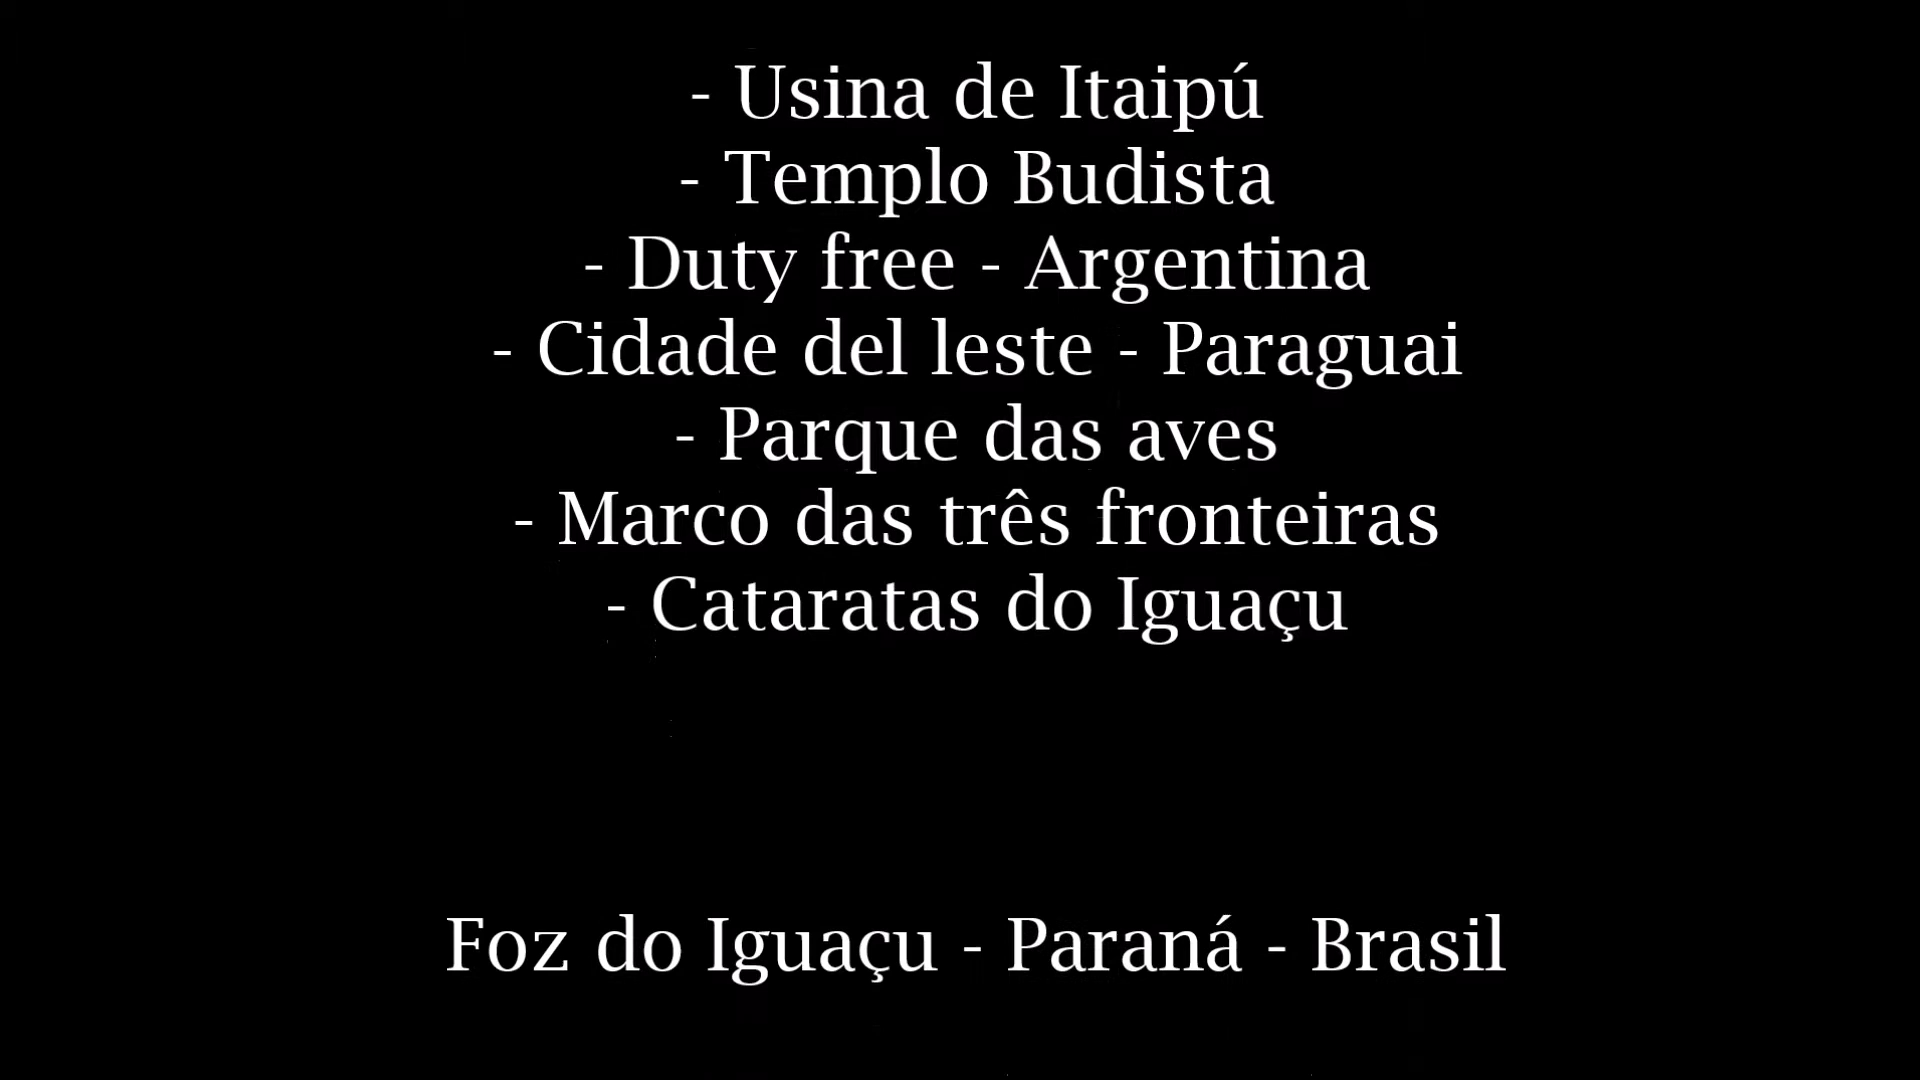 - Usina de Itaipú
- Templo Budista
- Duty free - Argentina
- Cidade del leste - Paraguai
- Parque das aves
- Marco das três fronteiras
- Cataratas do Iguaçu
Foz do Iguaçu - Paraná - Brasil